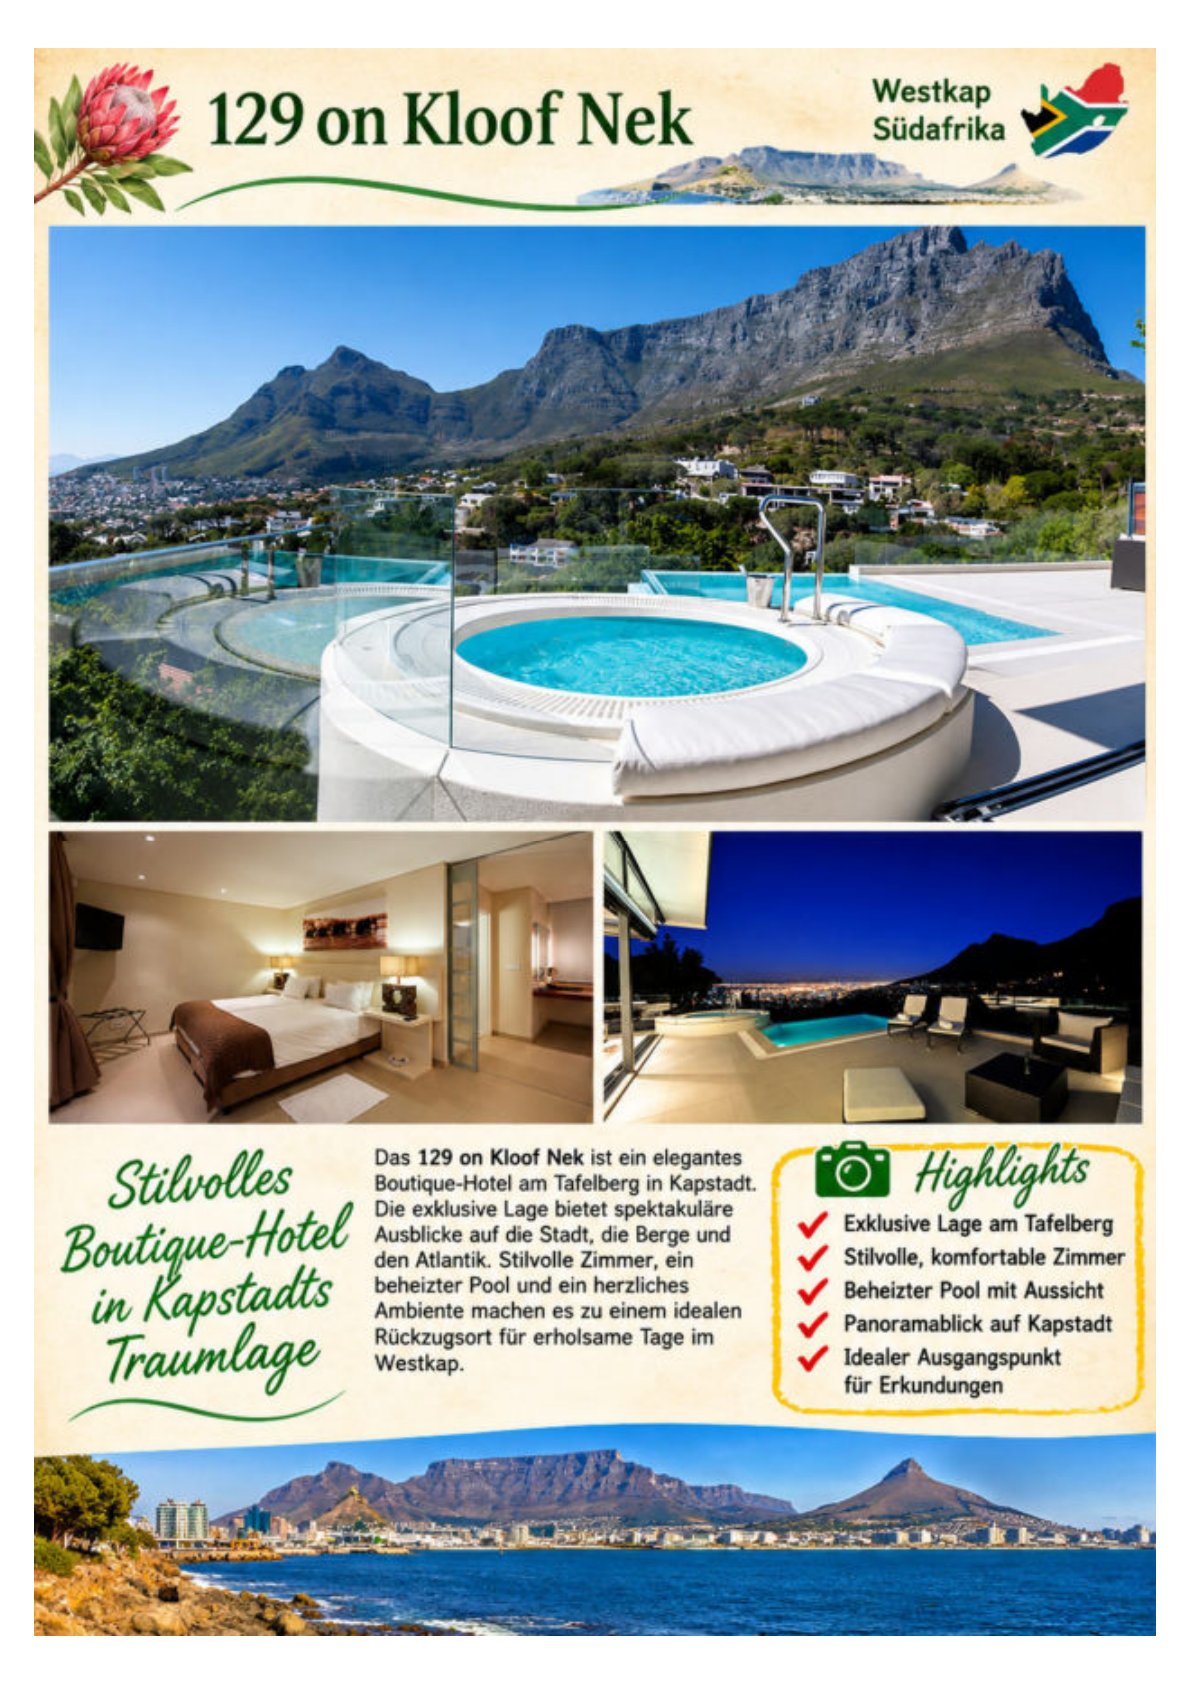 129 on Kloof Nek
Westkap
Südafrika
Stilvolles
Boutique-Hotel
in Kapstadts
Traumlage
Das 129 on Kloof Nek ist ein elegantes
Boutique-Hotel am Tafelberg in Kapstadt.
Die exklusive Lage bietet spektakuläre
Ausblicke auf die Stadt, die Berge und
den Atlantik. Stilvolle Zimmer, ein
beheizter Pool und ein herzliches
Ambiente machen es zu einem idealen
Rückzugsort für erholsame Tage im
Westkap.
Highlights
Exklusive Lage am Tafelberg
Stilvolle, komfortable Zimmer
Beheizter Pool mit Aussicht
Panoramablick auf Kapstadt
Idealer Ausgangspunkt
für Erkundungen